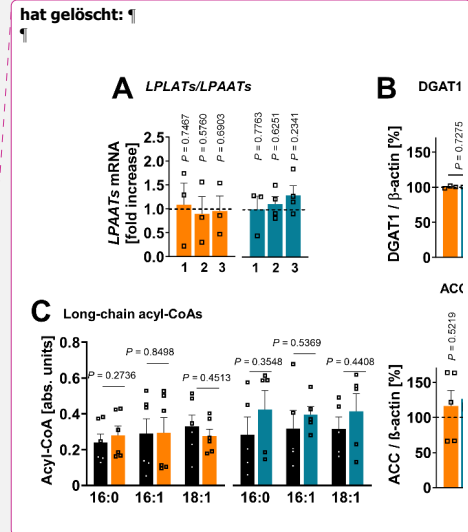 hat gelöscht: ¶
¶
A LPLATs/LPAATs
P = 0.7467
P = 0.5760
P = 0.6903
P = 0.7763
P = 0.6251
P = 0.2341
LPAATs mRNA
[fold increase]
2.5
2.0
1.5
1.0
0.5
0.0
1 2 3 1 2 3
B DGAT1
P = 0.7275
DGAT1 / β-actin [%]
150
100
50
0
C Long-chain acyl-CoAs
P = 0.2736
P = 0.8498
P = 0.4513
P = 0.3548
P = 0.5369
P = 0.4408
Acyl-CoA [abs. units]
0.8
0.6
0.4
0.2
0
16:0 16:1 18:1 16:0 16:1 18:1
ACC
P = 0.5219
ACC / ß-actin [%]
150
100
50
0